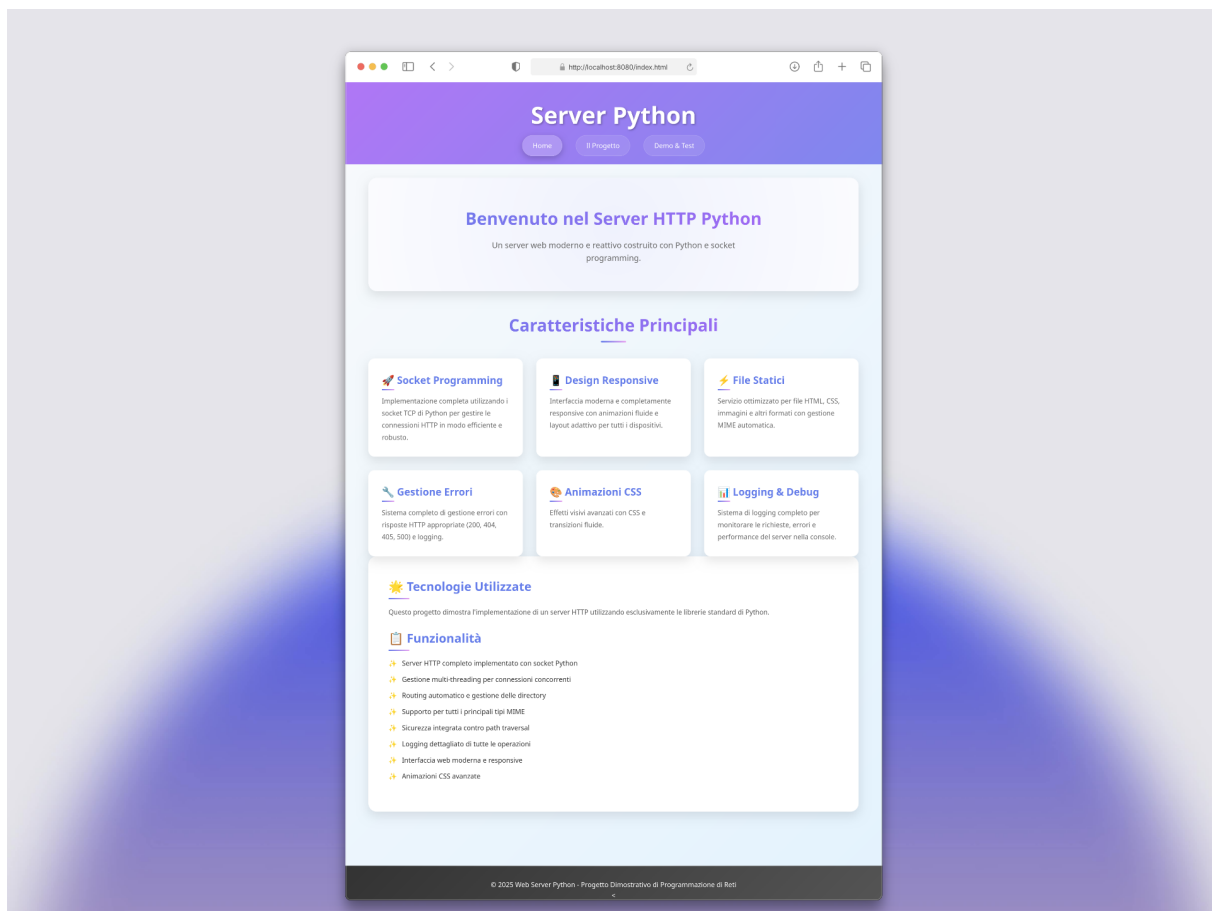 http://localhost:8080/index.html
Server Python
Home
Il Progetto
Demo & Test
Benvenuto nel Server HTTP Python
Un server web moderno e reattivo costruito con Python e socket
programming.
Caratteristiche Principali
🚀 Socket Programming
Implementazione completa utilizzando i
socket TCP di Python per gestire le
connessioni HTTP in modo efficiente e
robusto.
📱 Design Responsive
Interfaccia moderna e completamente
responsive con animazioni fluide e
layout adattivo per tutti i dispositivi.
⚡ File Statici
Servizio ottimizzato per file HTML, CSS,
immagini e altri formati con gestione
MIME automatica.
🔧 Gestione Errori
Sistema completo di gestione errori con
risposte HTTP appropriate (200, 404,
405, 500) e logging.
🎨 Animazioni CSS
Effetti visivi avanzati con CSS e
transizioni fluide.
📊 Logging & Debug
Sistema di logging completo per
monitorare le richieste, errori e
performance del server nella console.
🌟 Tecnologie Utilizzate
Questo progetto dimostra l'implementazione di un server HTTP utilizzando esclusivamente le librerie standard di Python.
📋 Funzionalità
✨ Server HTTP completo implementato con socket Python
✨ Gestione multi-threading per connessioni concorrenti
✨ Routing automatico e gestione delle directory
✨ Supporto per tutti i principali tipi MIME
✨ Sicurezza integrata contro path traversal
✨ Logging dettagliato di tutte le operazioni
✨ Interfaccia web moderna e responsive
✨ Animazioni CSS avanzate
© 2025 Web Server Python - Progetto Dimostrativo di Programmazione di Reti
<